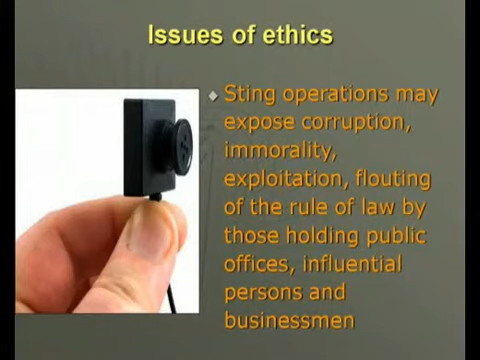 Issues of ethics
Sting operations may
expose corruption,
immorality,
exploitation, flouting
of the rule of law by
those holding public
offices, influential
persons and
businessmen